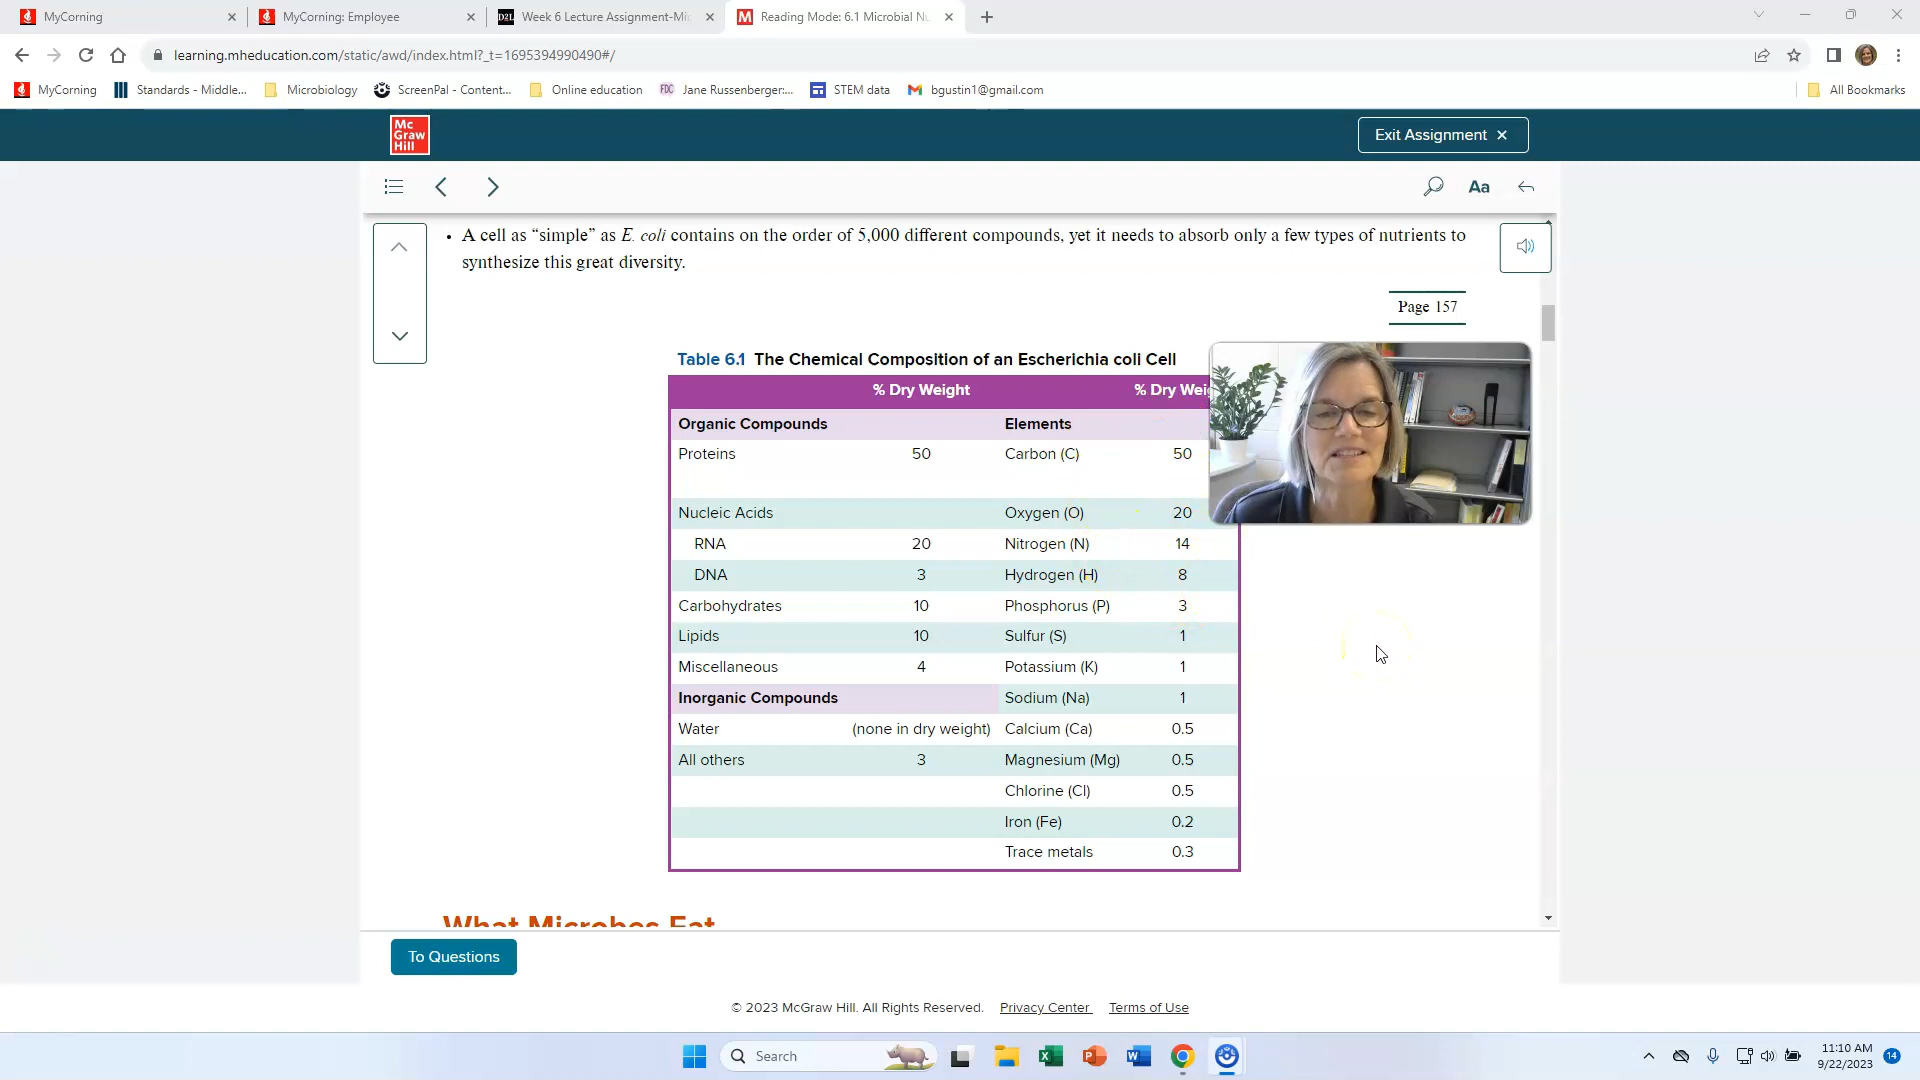 MyCorning
MyCorning: Employee
D2L Week 6 Lecture Assignment-Mi
M Reading Mode: 6.1 Microbial Nu
learning.mheducation.com/static/awd/index.html?_t=1695394990490#/
MyCorning
Standards - Middle...
Microbiology
ScreenPal - Content...
Online education
FDC Jane Russenberger:...
STEM data
bgustin1@gmail.com
All Bookmarks
Mc
Graw
Hill
Exit Assignment
Aa
• A cell as “simple” as E. coli contains on the order of 5,000 different compounds, yet it needs to absorb only a few types of nutrients to
synthesize this great diversity.
Page 157
Table 6.1 The Chemical Composition of an Escherichia coli Cell
% Dry Weight % Dry Wei
Organic Compounds Elements
Proteins 50 Carbon (C) 50
Nucleic Acids Oxygen (O) 20
RNA 20 Nitrogen (N) 14
DNA 3 Hydrogen (H) 8
Carbohydrates 10 Phosphorus (P) 3
Lipids 10 Sulfur (S) 1
Miscellaneous 4 Potassium (K) 1
Inorganic Compounds Sodium (Na) 1
Water (none in dry weight) Calcium (Ca) 0.5
All others 3 Magnesium (Mg) 0.5
Chlorine (Cl) 0.5
Iron (Fe) 0.2
Trace metals 0.3
What Microbes Eat
To Questions
© 2023 McGraw Hill. All Rights Reserved. Privacy Center Terms of Use
Search
11:10 AM
9/22/2023
14